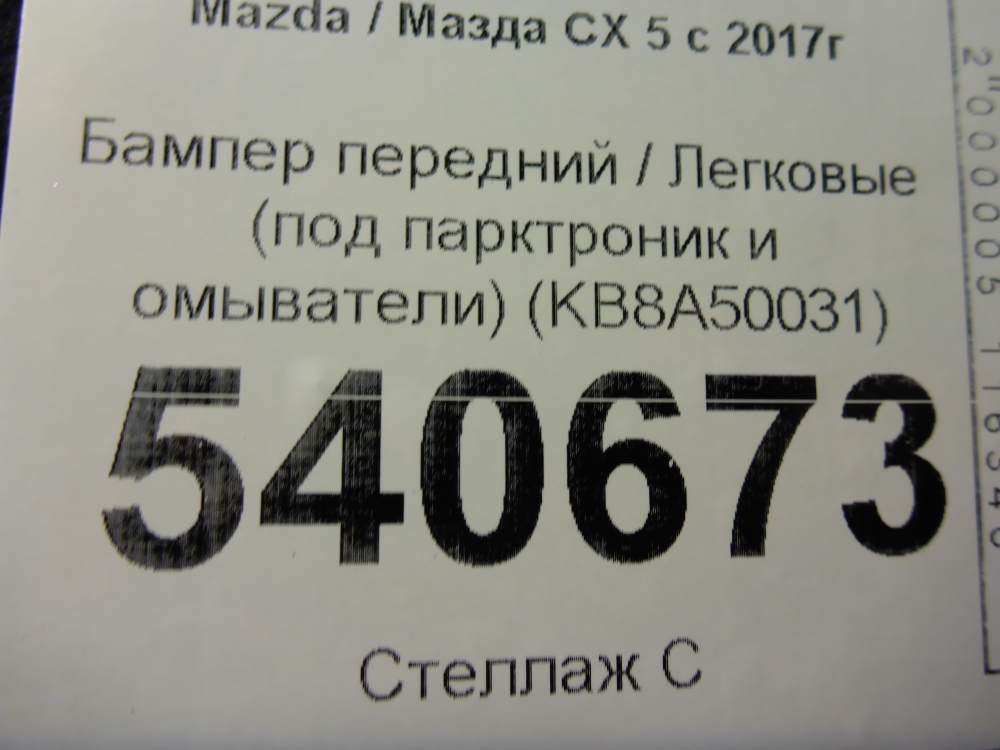 Mazda / Мазда CX 5 с 2017г
Бампер передний / Легковые
(под парктроник и
омыватели) (KB8A50031)
540673
Стеллаж С